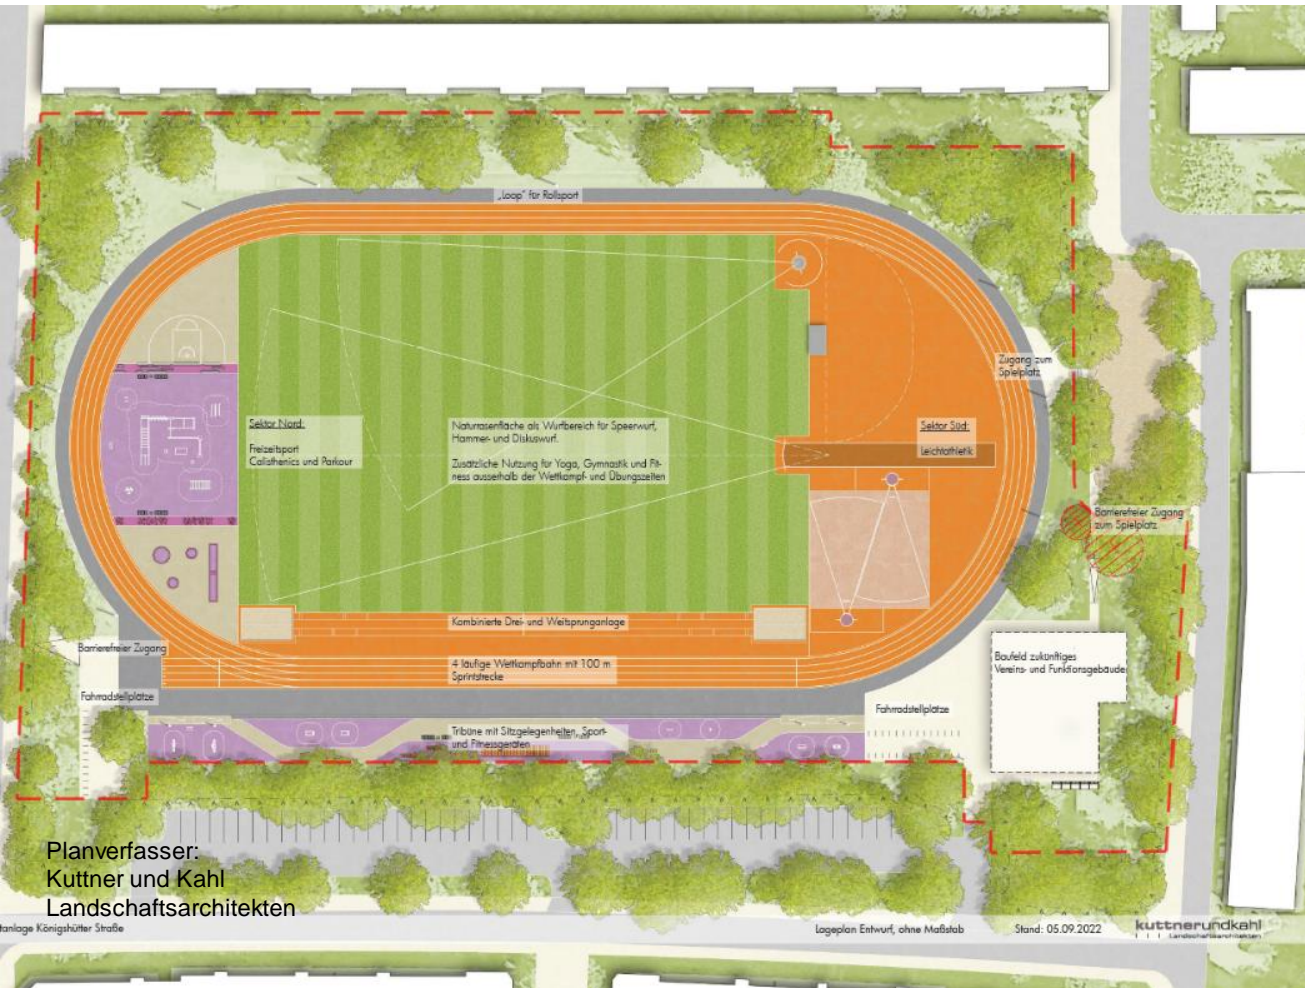 „Loop" für Rollsport
Zugang zum
Spielplatz
Sektor Nord:
Freizeitsport
Calisthenics und Parkour
Naturrasenfläche als Wurfbereich für Speerwurf,
Hammer- und Diskuswurf.
Zusätzliche Nutzung für Yoga, Gymnastik und Fit-
ness ausserhalb der Wettkampf- und Übungszeiten
Sektor Süd:
Leichtathletik
Barrierefreier Zugang
zum Spielplatz
Kombinierte Drei- und Weitsprunganlage
Barrierefreier Zugang
4 läufige Wettkampfbahn mit 100 m
Sprintstrecke
Baufeld zukünftiges
Vereins- und Funktionsgebäude
Fahrradstellplätze
Fahrradstellplätze
Tribüne mit Sitzgelegenheiten, Sport-
und Fitnessgeräten
Planverfasser:
Kuttner und Kahl
Landschaftsarchitekten
tanlage Königshütter Straße
Lageplan Entwurf, ohne Maßstab
Stand: 05.09.2022
kuttnerundkahl
Landschaftsarchitekten